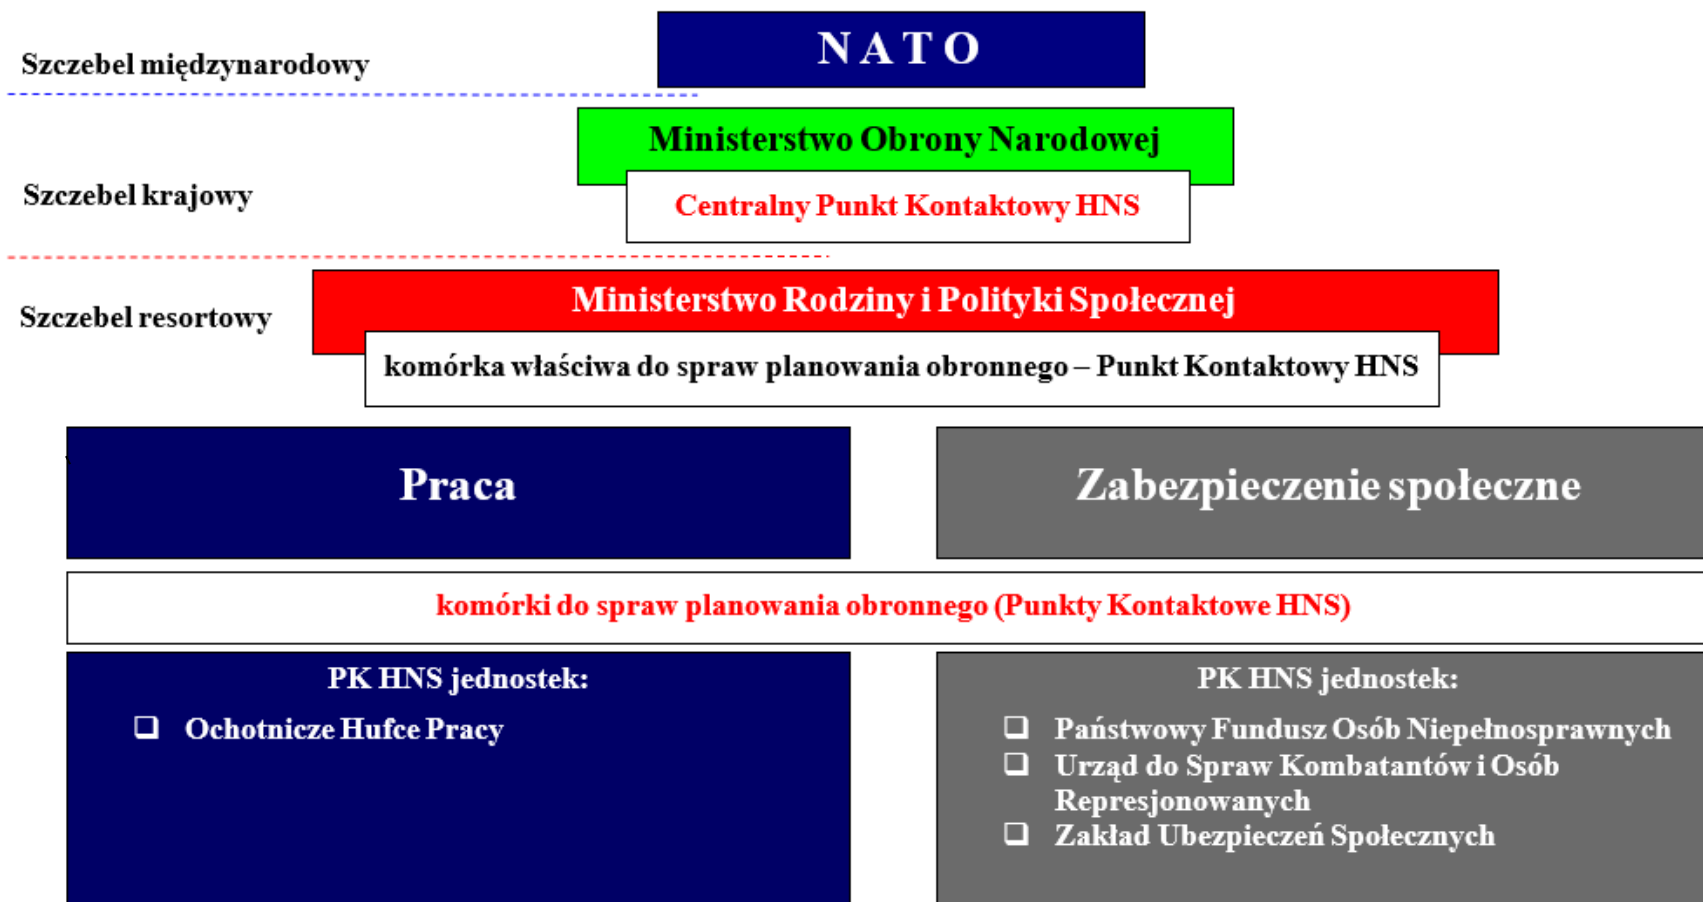 N A T O
Szczebel międzynarodowy
Ministerstwo Obrony Narodowej
Szczebel krajowy
Centralny Punkt Kontaktowy HNS
Ministerstwo Rodziny i Polityki Społecznej
Szczebel resortowy
komórka właściwa do spraw planowania obronnego – Punkt Kontaktowy HNS
Praca
Zabezpieczenie społeczne
komórki do spraw planowania obronnego (Punkty Kontaktowe HNS)
PK HNS jednostek:
Ochotnicze Hufce Pracy
PK HNS jednostek:
Państwowy Fundusz Osób Niepełnosprawnych
Urząd do Spraw Kombatantów i Osób
Represjonowanych
Zakład Ubezpieczeń Społecznych